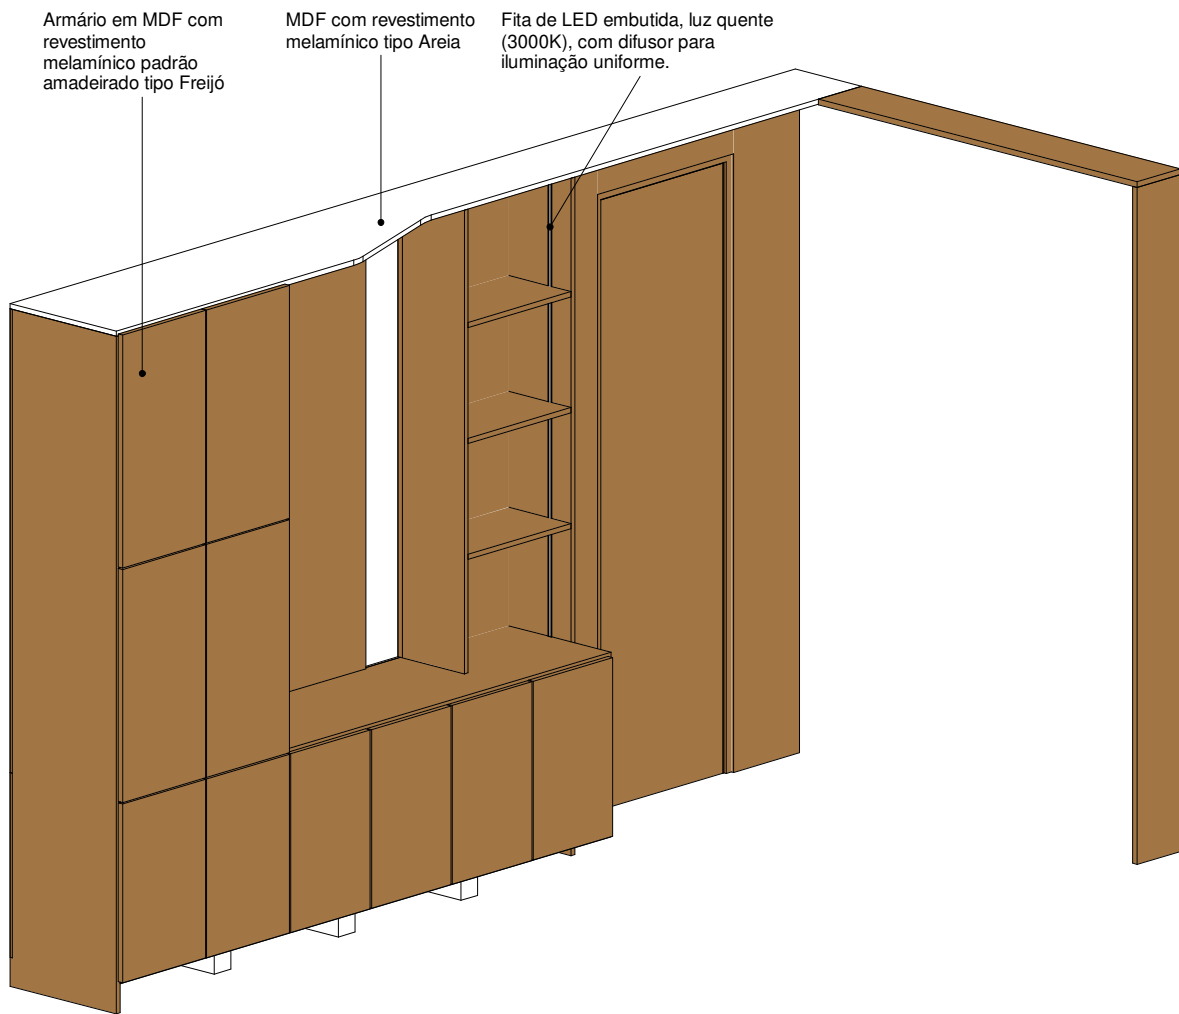 Armário em MDF com
revestimento
melamínico padrão
amadeirado tipo Freijó
MDF com revestimento
melamínico tipo Areia
Fita de LED embutida, luz quente
(3000K), com difusor para
iluminação uniforme.